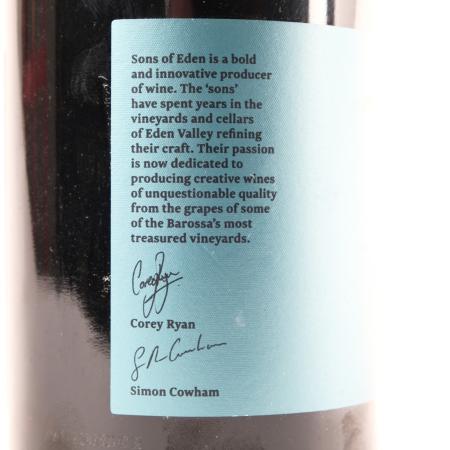 Sons of Eden is a bold
and innovative producer
of wine. The ‘sons’
have spent years in the
vineyards and cellars
of Eden Valley refining
their craft. Their passion
is now dedicated to
producing creative wines
of unquestionable quality
from the grapes of some
of the Barossa’s most
treasured vineyards.
Corey Ryan
Corey Ryan
Simon Cowham